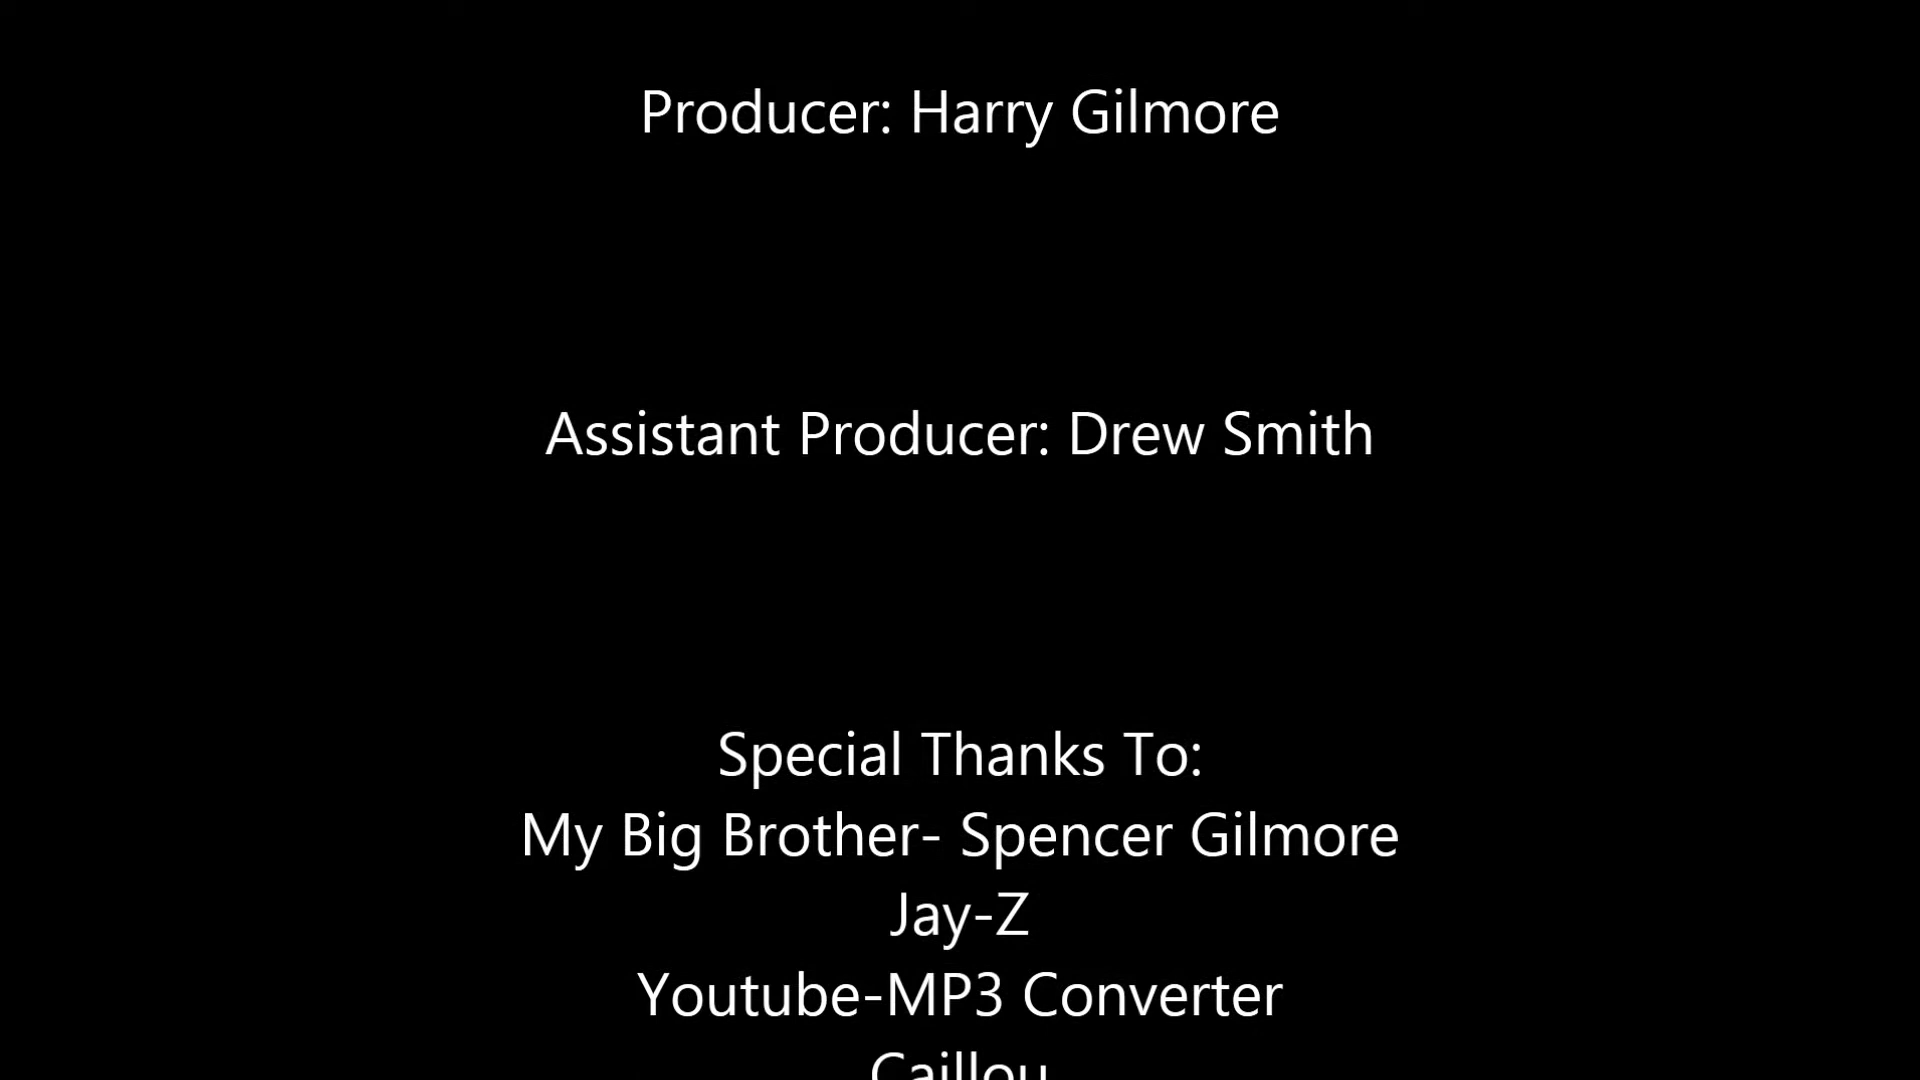 Producer: Harry Gilmore
Assistant Producer: Drew Smith
Special Thanks To:
My Big Brother- Spencer Gilmore
Jay-Z
Youtube-MP3 Converter
Caillou